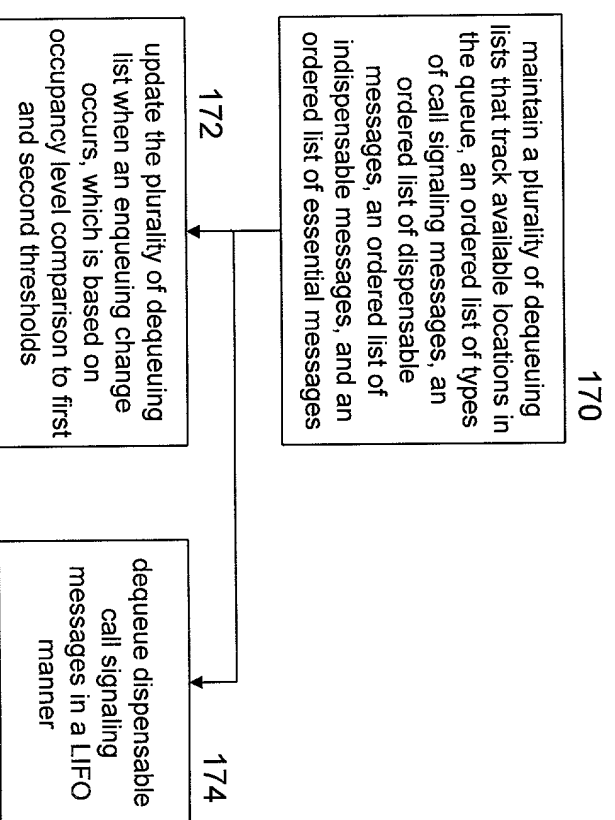 170
maintain a plurality of dequeuing
lists that track available locations in
the queue, an ordered list of types
of call signaling messages, an
ordered list of dispensable
messages, an ordered list of
indispensable messages, and an
ordered list of essential messages
172
update the plurality of dequeuing
list when an enqueuing change
occurs, which is based on
occupancy level comparison to first
and second thresholds
174
dequeue dispensable
call signaling
messages in a LIFO
manner